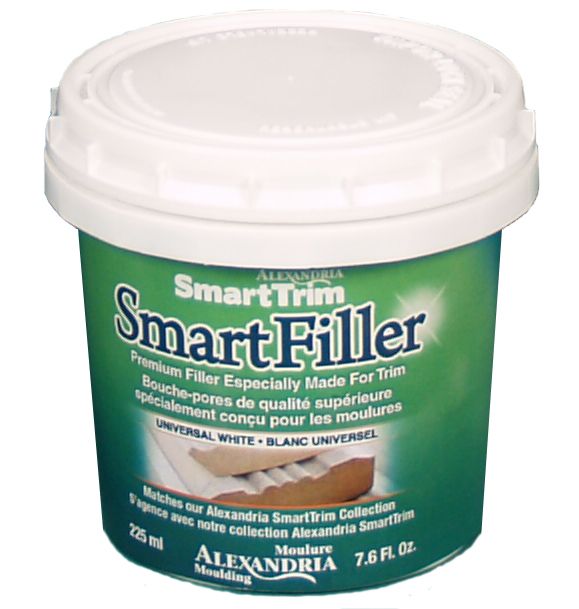 ALEXANDRIA
SmartTrim
SmartFiller
Premium Filler Especially Made For Trim
Bouche-pores de qualité supérieure
spécialement conçu pour les moulures
UNIVERSAL WHITE • BLANC UNIVERSEL
Matches our Alexandria SmartTrim Collection
S'agence avec notre collection Alexandria SmartTrim
225 ml
Moulure
ALEXANDRIA
Moulding
7.6 Fl. Oz.